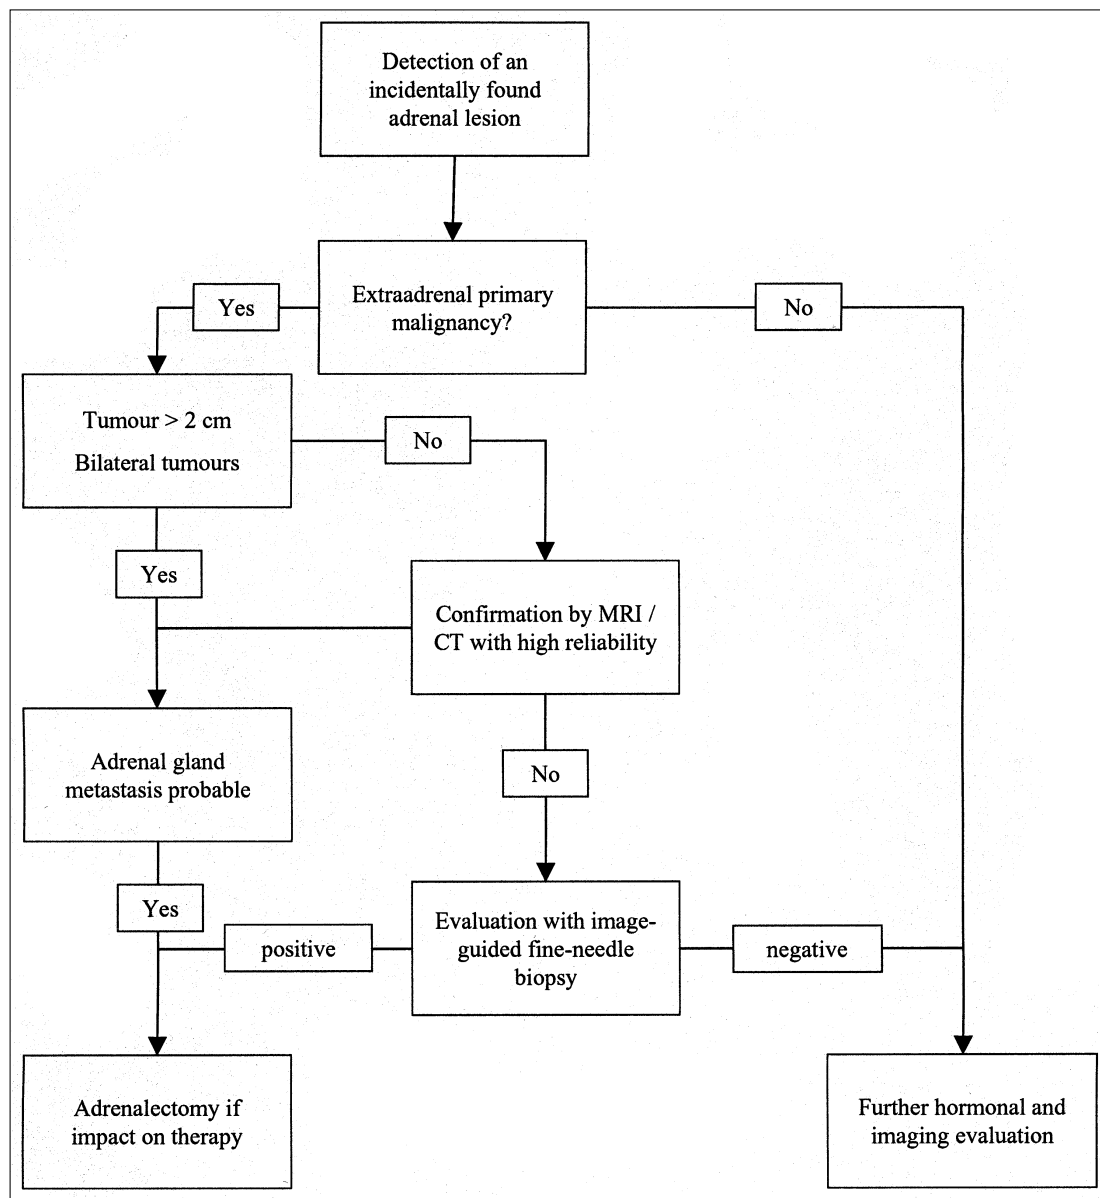 Detection of an
incidentally found
adrenal lesion
Extraadrenal primary
malignancy?
Yes
No
Tumour > 2 cm
Bilateral tumours
No
Yes
Confirmation by MRI /
CT with high reliability
Adrenal gland
metastasis probable
No
Yes
Evaluation with image-
guided fine-needle
biopsy
positive
negative
Adrenalectomy if
impact on therapy
Further hormonal and
imaging evaluation